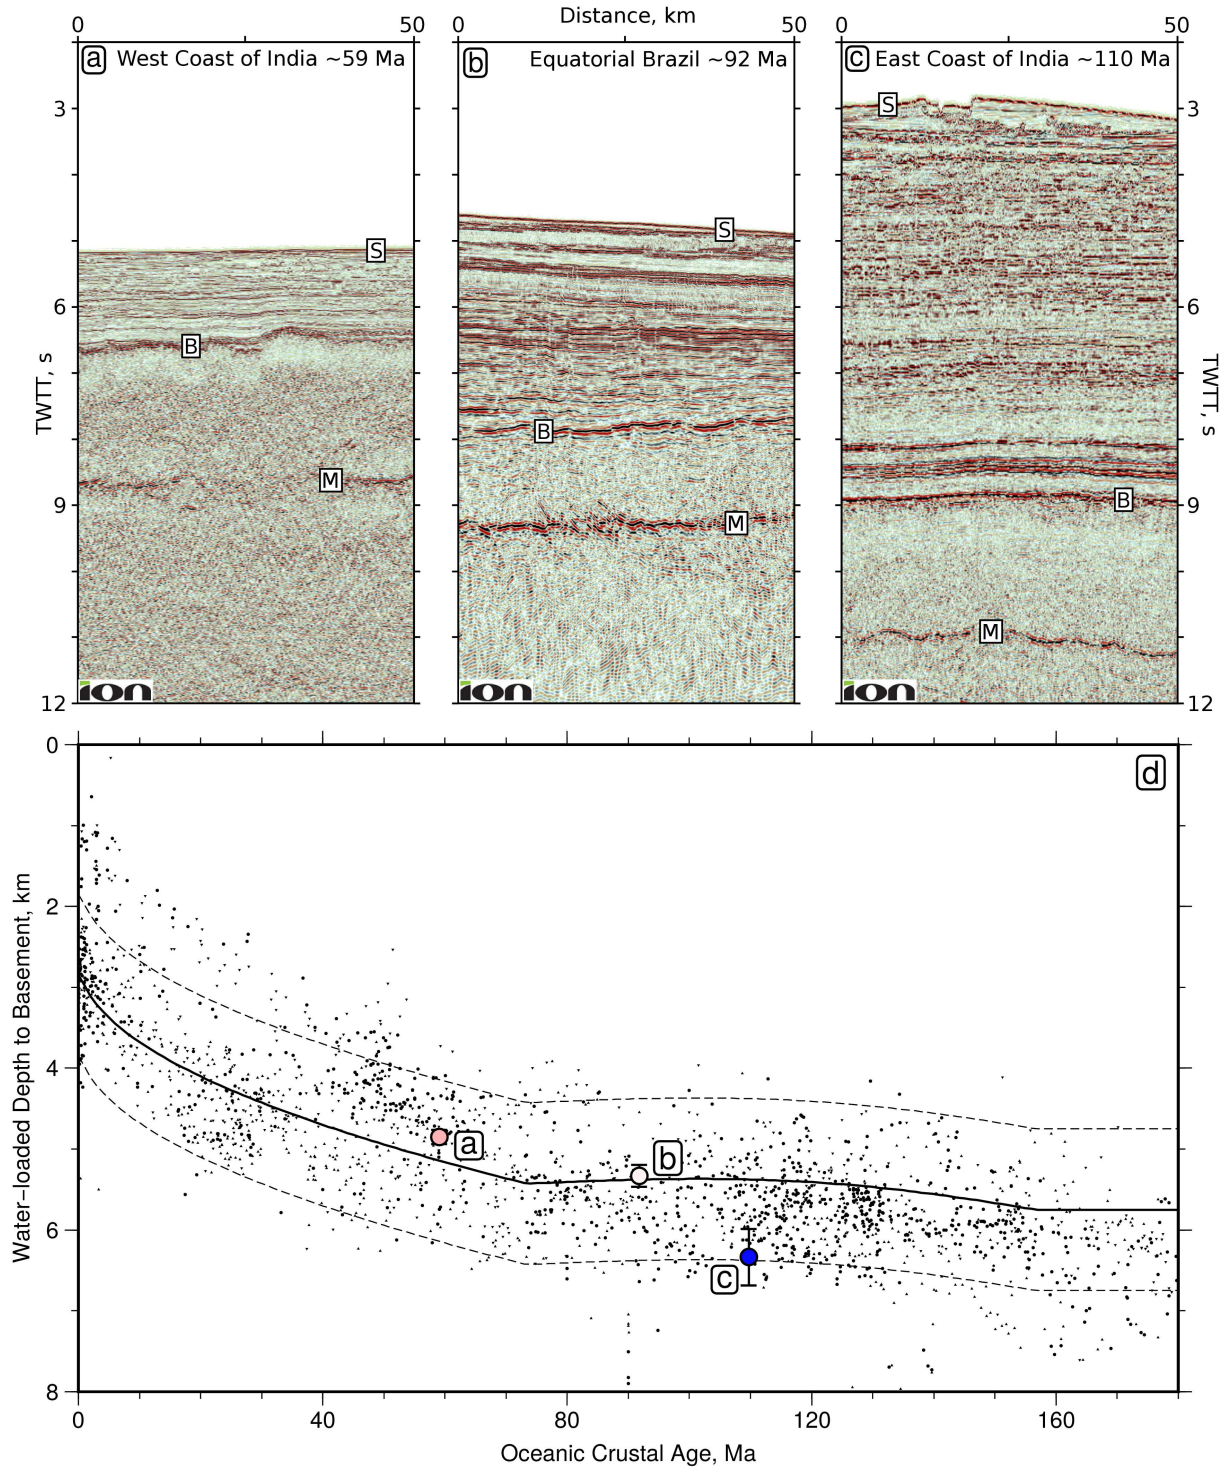 Distance, km
0 50 0 50 0 50
a West Coast of India ~59 Ma
b Equatorial Brazil ~92 Ma
c East Coast of India ~110 Ma
3
6
9
12
TWTT, s
S
B
M
ion
S
B
M
ion
S
B
M
ion
3
6
9
12
TWTT, s
d
0
2
4
6
8
Water-loaded Depth to Basement, km
a
b
c
0 40 80 120 160
Oceanic Crustal Age, Ma